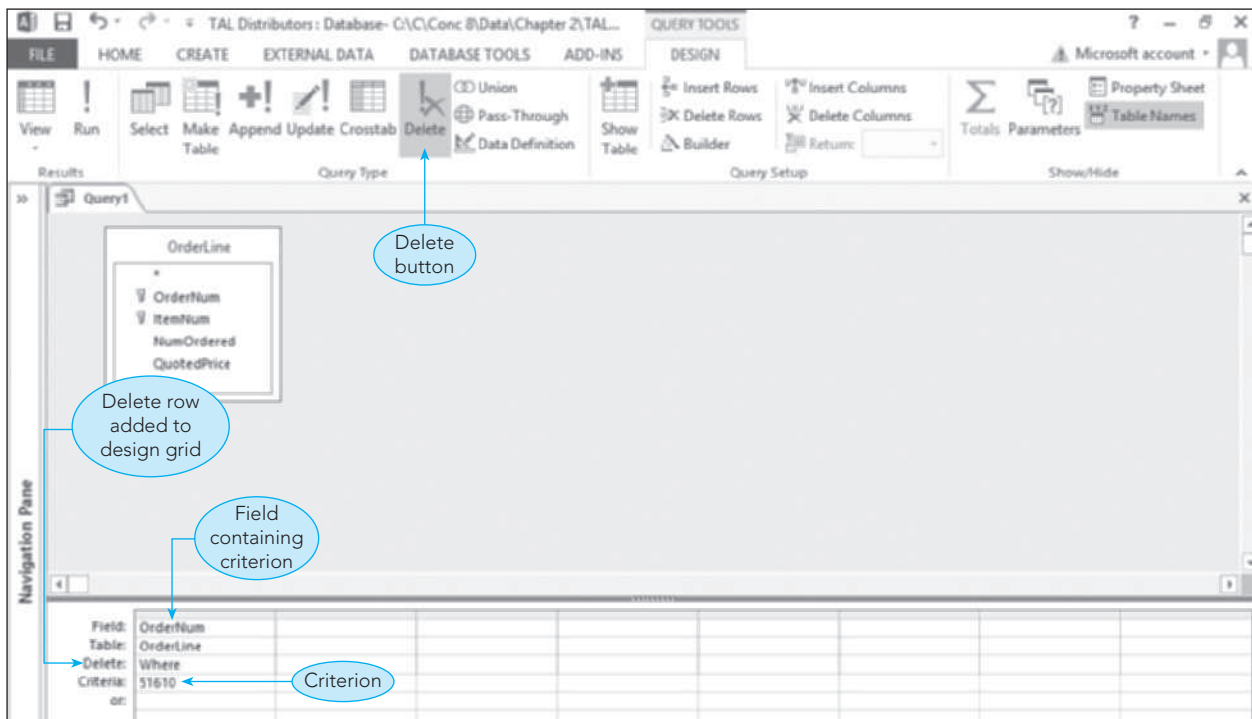 TAL Distributors : Database- C:\C\Conc 8\Data\Chapter 2\TAL...
QUERY TOOLS
?
FILE HOME CREATE EXTERNAL DATA DATABASE TOOLS ADD-INS DESIGN
Microsoft account
View
Run
Select
Make Table
Append
Update
Crosstab
Delete
Union
Pass-Through
Data Definition
Show Table
Insert Rows
Delete Rows
Builder
Insert Columns
Delete Columns
Return:
Totals
Parameters
Property Sheet
Table Names
Results
Query Type
Query Setup
Show/Hide
Query1
OrderLine
*
OrderNum
ItemNum
NumOrdered
QuotedPrice
Delete
button
Delete row
added to
design grid
Field
containing
criterion
Navigation Pane
Field: OrderNum
Table: OrderLine
Delete: Where
Criteria: 51610
or:
Criterion